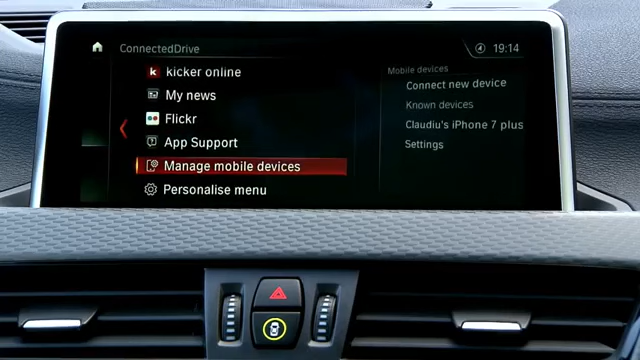 ConnectedDrive
19:14
k kicker online
My news
Flickr
App Support
Manage mobile devices
Personalise menu
Mobile devices
Connect new device
Known devices
Claudiu's iPhone 7 plus
Settings